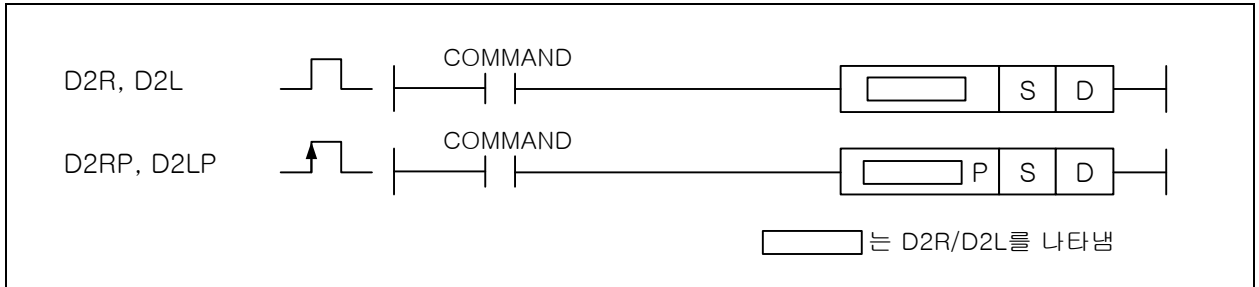 COMMAND
D2R, D2L
S D
COMMAND
D2RP, D2LP
P S D
는 D2R/D2L를 나타냄